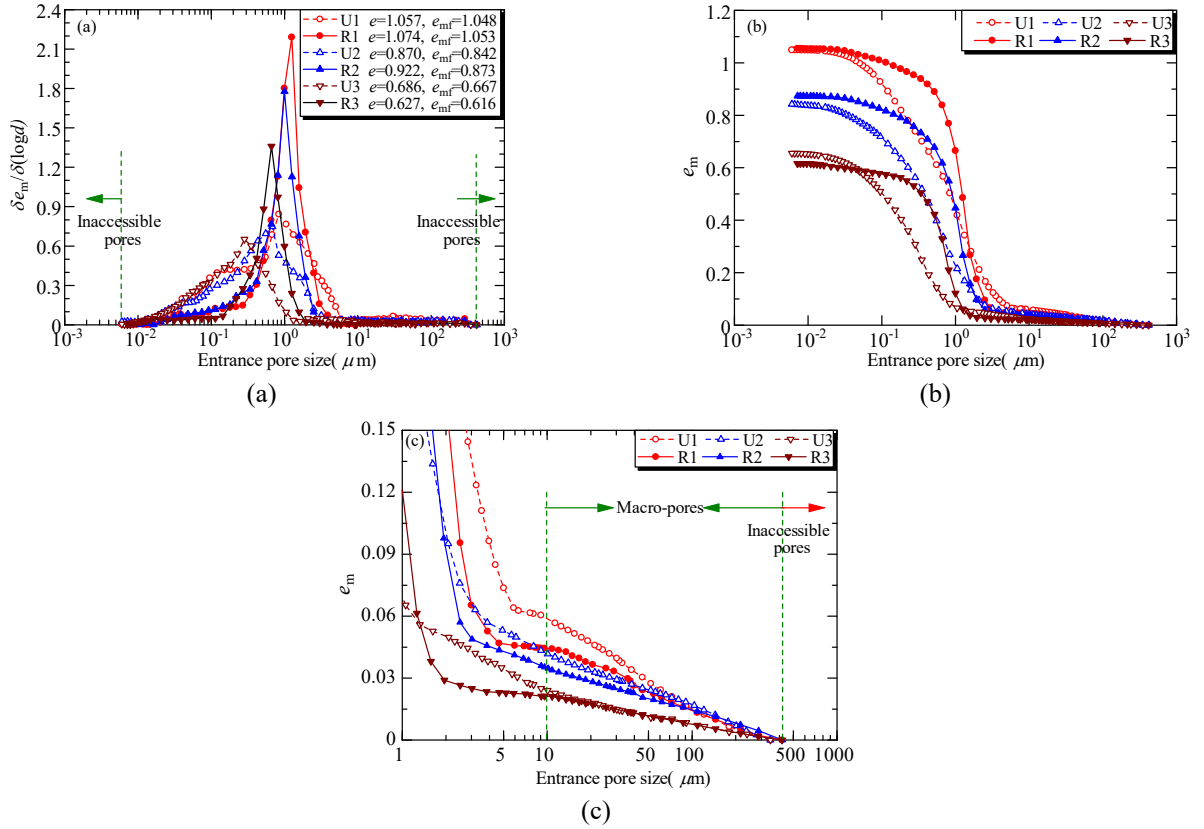 (a)
U1 e=1.057, emf=1.048
R1 e=1.074, emf=1.053
U2 e=0.870, emf=0.842
R2 e=0.922, emf=0.873
U3 e=0.686, emf=0.667
R3 e=0.627, emf=0.616
2.4
2.1
1.8
1.5
1.2
0.9
0.6
0.3
0
δem/δ(logd)
Inaccessible
pores
Inaccessible
pores
10-3 10-2 10-1 100 101 102 103
Entrance pore size( μm)
(a)
(b)
U1 U2 U3
R1 R2 R3
1.2
1
0.8
0.6
0.4
0.2
0
em
10-3 10-2 10-1 100 101 102 103
Entrance pore size( μm)
(b)
(c)
U1 U2 U3
R1 R2 R3
0.15
0.12
0.09
0.06
0.03
0
em
Macro-pores
Inaccessible
pores
1 5 10 50 100 500 1000
Entrance pore size( μm)
(c)